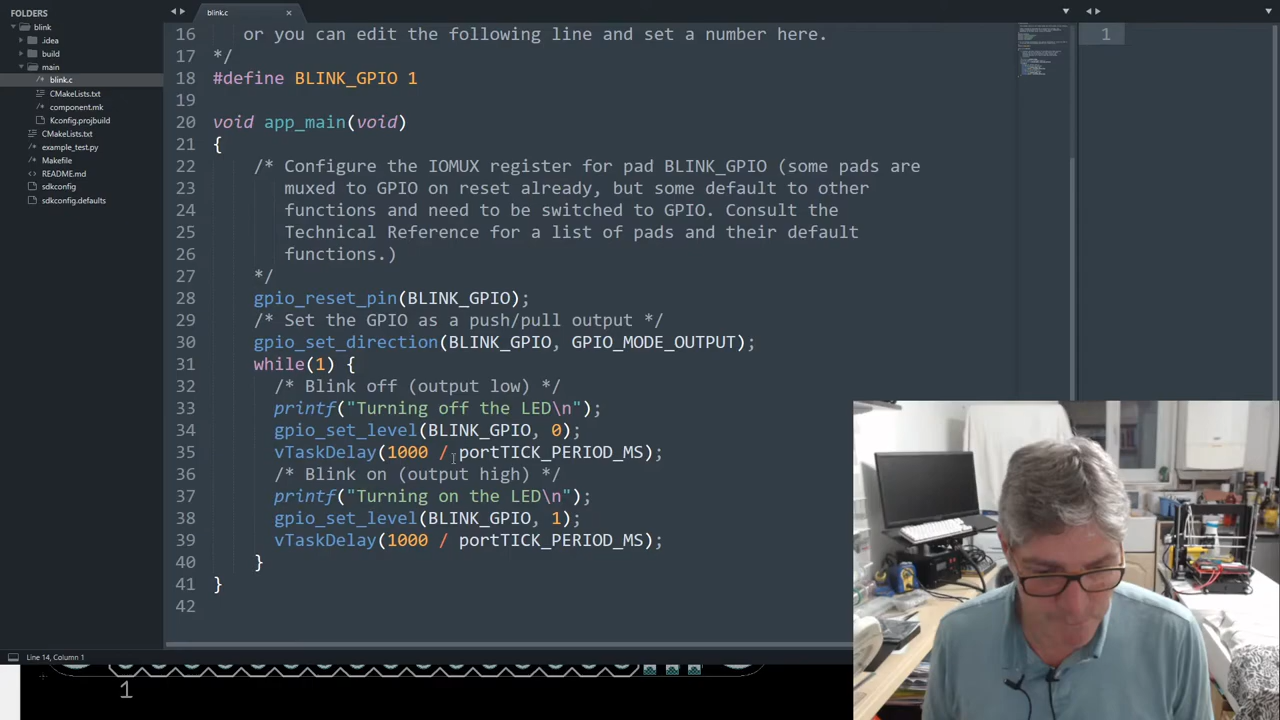 FOLDERS
blink
.idea
build
main
blink.c
CMakeLists.txt
component.mk
Kconfig.projbuild
CMakeLists.txt
example_test.py
Makefile
README.md
sdkconfig
sdkconfig.defaults
blink.c
16 or you can edit the following line and set a number here.
17 */
18 #define BLINK_GPIO 1
19
20 void app_main(void)
21 {
22 /* Configure the IOMUX register for pad BLINK_GPIO (some pads are
23 muxed to GPIO on reset already, but some default to other
24 functions and need to be switched to GPIO. Consult the
25 Technical Reference for a list of pads and their default
26 functions.)
27 */
28 gpio_reset_pin(BLINK_GPIO);
29 /* Set the GPIO as a push/pull output */
30 gpio_set_direction(BLINK_GPIO, GPIO_MODE_OUTPUT);
31 while(1) {
32 /* Blink off (output low) */
33 printf("Turning off the LED\n");
34 gpio_set_level(BLINK_GPIO, 0);
35 vTaskDelay(1000 / portTICK_PERIOD_MS);
36 /* Blink on (output high) */
37 printf("Turning on the LED\n");
38 gpio_set_level(BLINK_GPIO, 1);
39 vTaskDelay(1000 / portTICK_PERIOD_MS);
40 }
41 }
42
1
Line 14, Column 1
1